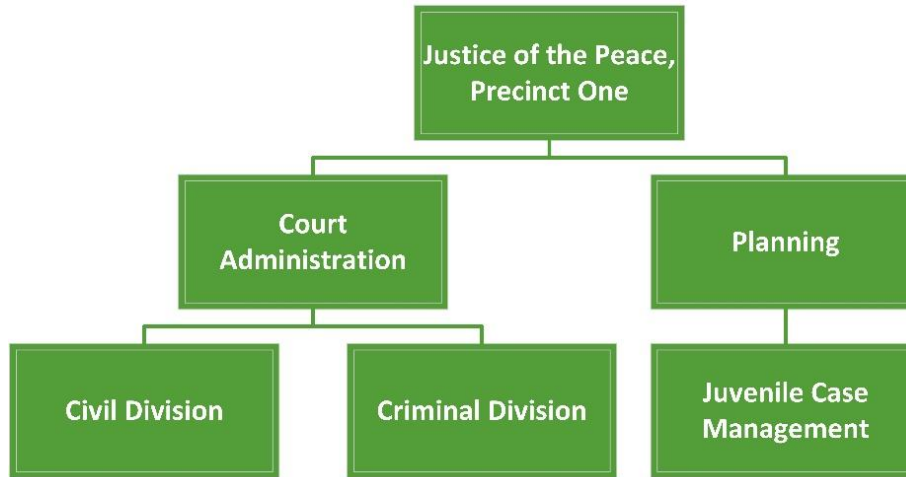 Justice of the Peace,
Precinct One
Court
Administration
Planning
Civil Division
Criminal Division
Juvenile Case
Management